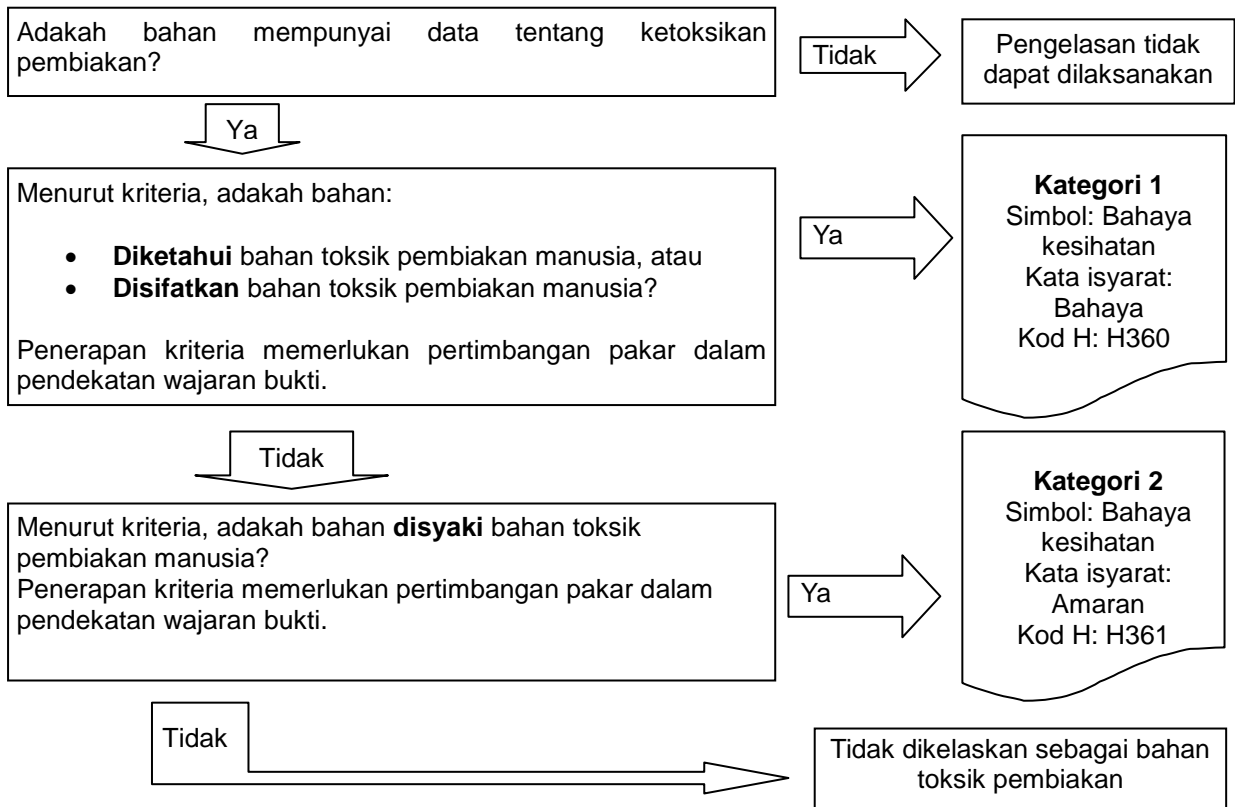 Adakah bahan mempunyai data tentang ketoksikan
pembiakan?
Tidak
Pengelasan tidak
dapat dilaksanakan
Ya
Menurut kriteria, adakah bahan:
• Diketahui bahan toksik pembiakan manusia, atau
• Disifatkan bahan toksik pembiakan manusia?
Penerapan kriteria memerlukan pertimbangan pakar dalam
pendekatan wajaran bukti.
Ya
Kategori 1
Simbol: Bahaya
kesihatan
Kata isyarat:
Bahaya
Kod H: H360
Tidak
Menurut kriteria, adakah bahan disyaki bahan toksik
pembiakan manusia?
Penerapan kriteria memerlukan pertimbangan pakar dalam
pendekatan wajaran bukti.
Ya
Kategori 2
Simbol: Bahaya
kesihatan
Kata isyarat:
Amaran
Kod H: H361
Tidak
Tidak dikelaskan sebagai bahan
toksik pembiakan